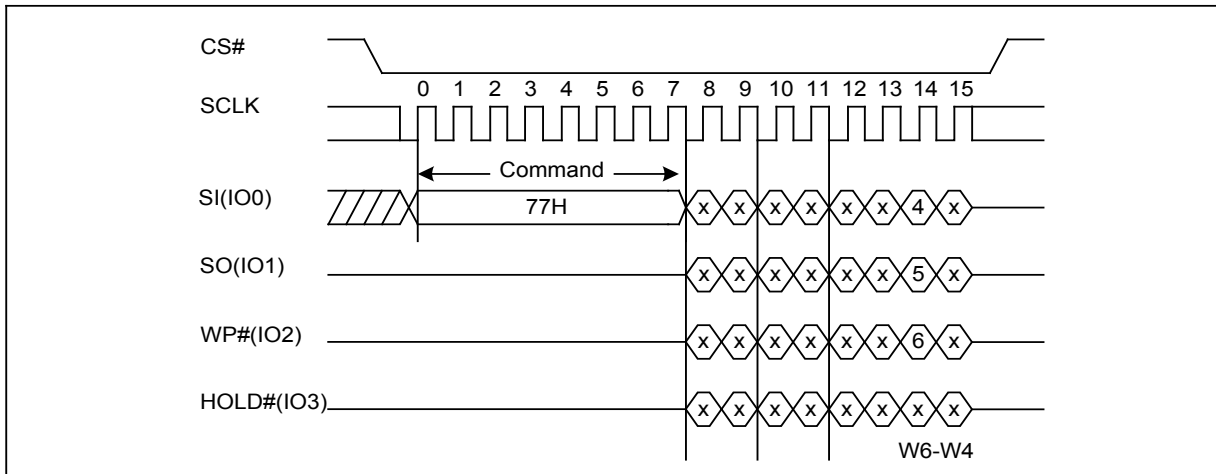 CS#
0 1 2 3 4 5 6 7 8 9 10 11 12 13 14 15
SCLK
Command
SI(IO0) 77H x x x x x x 4 x
SO(IO1) x x x x x x 5 x
WP#(IO2) x x x x x x 6 x
HOLD#(IO3) x x x x x x x x
W6-W4